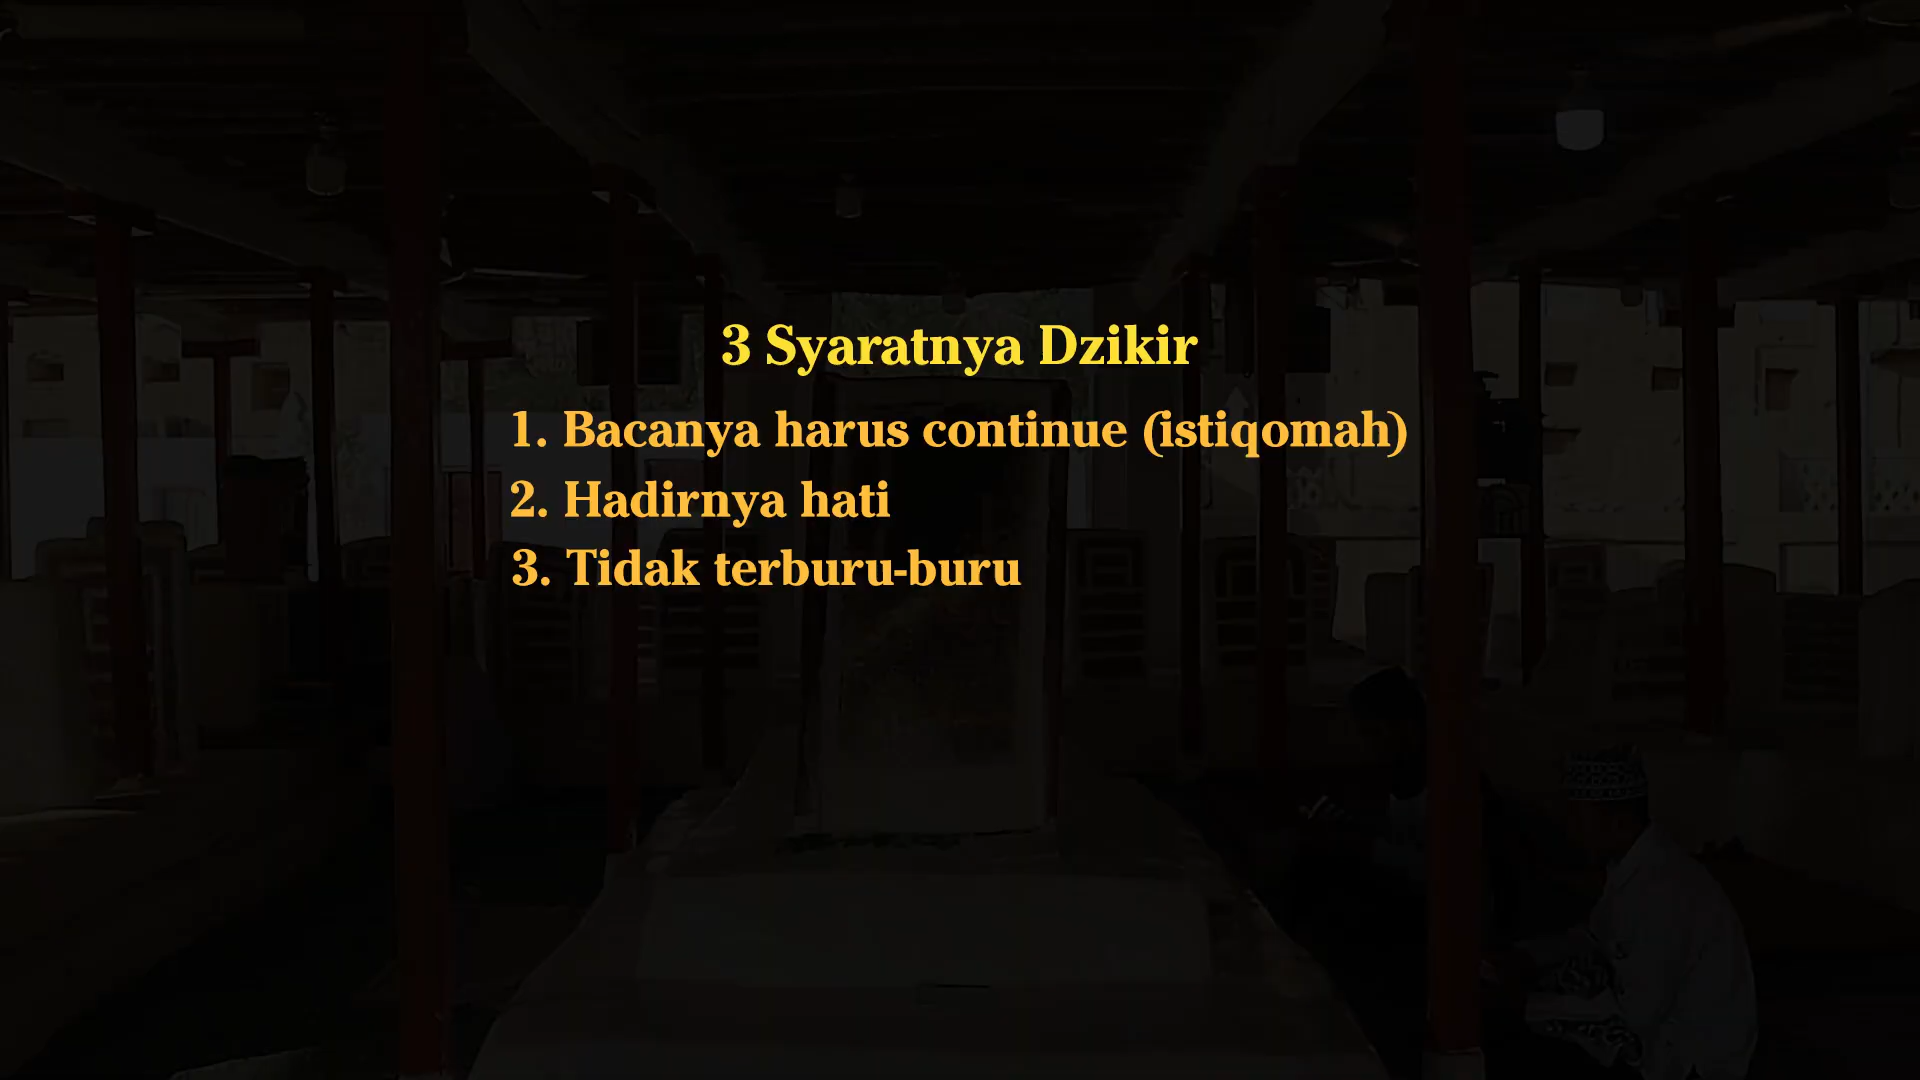 3 Syaratnya Dzikir
1. Bacanya harus continue (istiqomah)
2. Hadirnya hati
3. Tidak terburu-buru